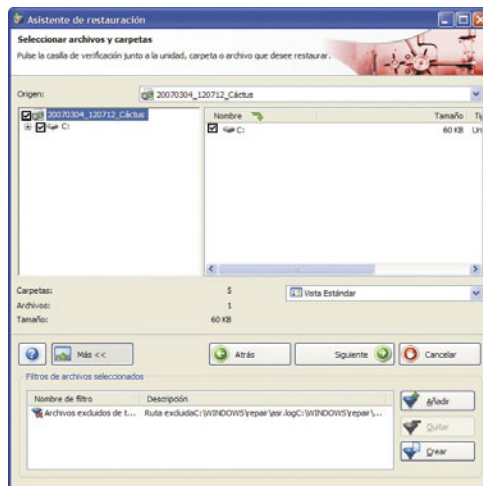 Asistente de restauración
Seleccionar archivos y carpetas
Pulse la casilla de verificación junto a la unidad, carpeta o archivo que desee restaurar.
Origen: 20070304_120712_Cáctus
20070304_120712_Cáctus
C:
Nombre Tamaño
C: 60 KB
Carpetas: 5
Vista Estándar
Archivos: 1
Tamaño: 60 KB
Más << Atrás Siguiente Cancelar
Filtros de archivos seleccionados
Nombre de filtro Descripción
Archivos excluidos de t... Ruta excluidaC:\WINDOWS\repair\asr.logC:\WINDOWS\repair\...
Añadir
Quitar
Crear